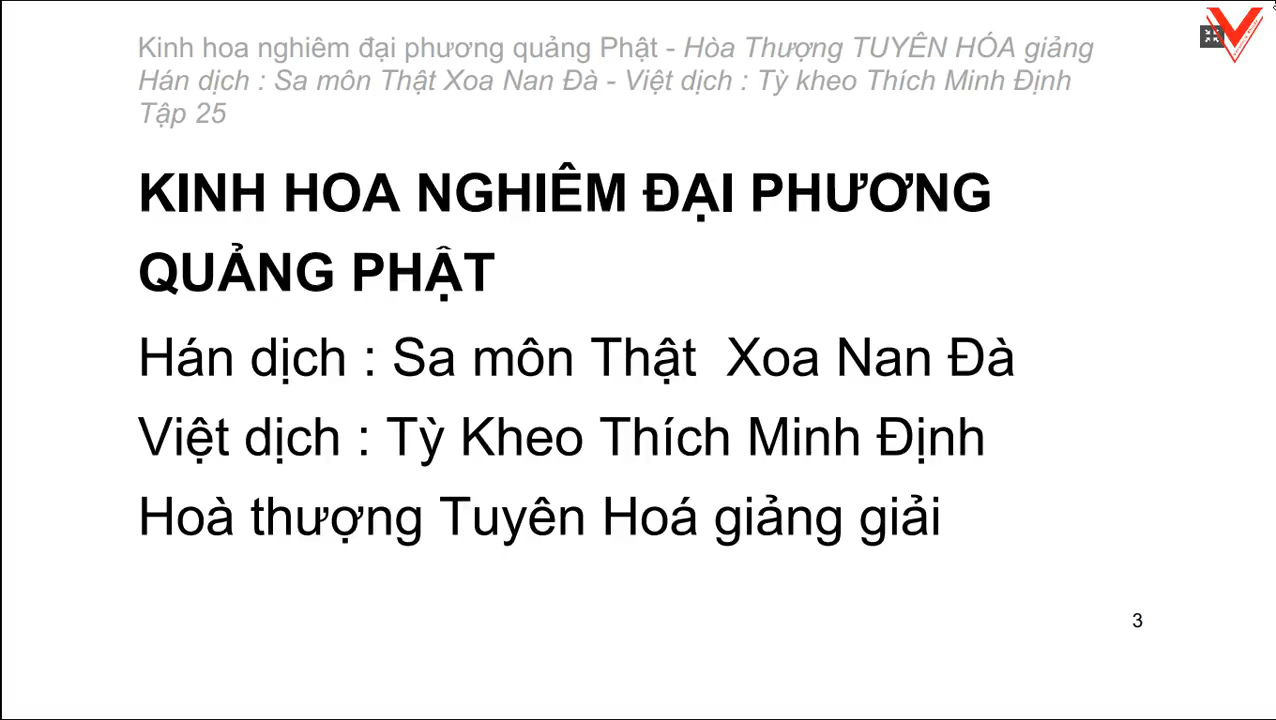 Kinh hoa nghiêm đại phương quảng Phật - Hòa Thượng TUYÊN HÓA giảng
Hán dịch : Sa môn Thật Xoa Nan Đà - Việt dịch : Tỳ kheo Thích Minh Định
Tập 25
KINH HOA NGHIÊM ĐẠI PHƯƠNG
QUẢNG PHẬT
Hán dịch : Sa môn Thật Xoa Nan Đà
Việt dịch : Tỳ Kheo Thích Minh Định
Hoà thượng Tuyên Hoá giảng giải
3